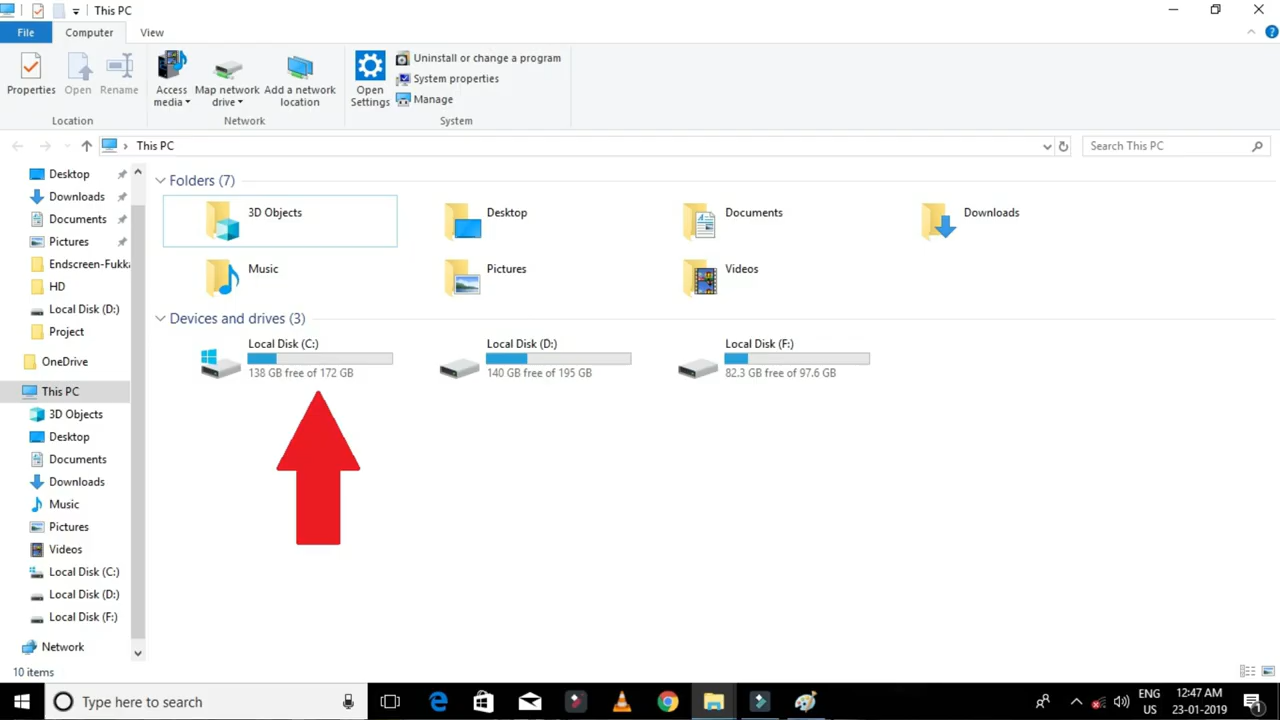 This PC
File
Computer
View
Properties
Open
Rename
Access media
Map network drive
Add a network location
Open Settings
Uninstall or change a program
System properties
Manage
Location
Network
System
This PC
Search This PC
Desktop
Downloads
Documents
Pictures
Endscreen-Fukka
HD
Local Disk (D:)
Project
OneDrive
This PC
3D Objects
Desktop
Documents
Downloads
Music
Pictures
Videos
Local Disk (C:)
Local Disk (D:)
Local Disk (F:)
Network
Folders (7)
3D Objects
Desktop
Documents
Downloads
Music
Pictures
Videos
Devices and drives (3)
Local Disk (C:)
138 GB free of 172 GB
Local Disk (D:)
140 GB free of 195 GB
Local Disk (F:)
82.3 GB free of 97.6 GB
10 items
Type here to search
ENG
US
12:47 AM
23-01-2019
1